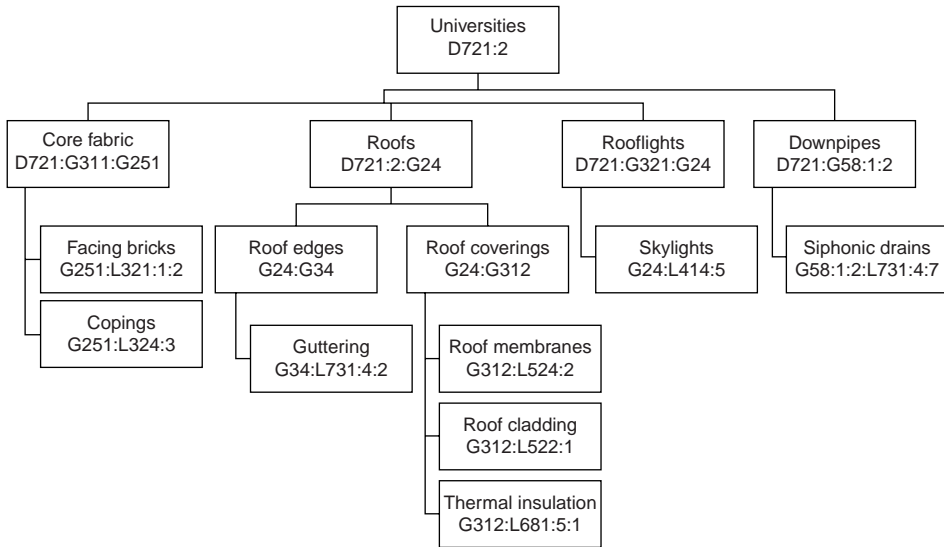 Universities
D721:2
Core fabric
D721:G311:G251
Roofs
D721:2:G24
Rooflights
D721:G321:G24
Downpipes
D721:G58:1:2
Facing bricks
G251:L321:1:2
Roof edges
G24:G34
Roof coverings
G24:G312
Skylights
G24:L414:5
Siphonic drains
G58:1:2:L731:4:7
Copings
G251:L324:3
Guttering
G34:L731:4:2
Roof membranes
G312:L524:2
Roof cladding
G312:L522:1
Thermal insulation
G312:L681:5:1